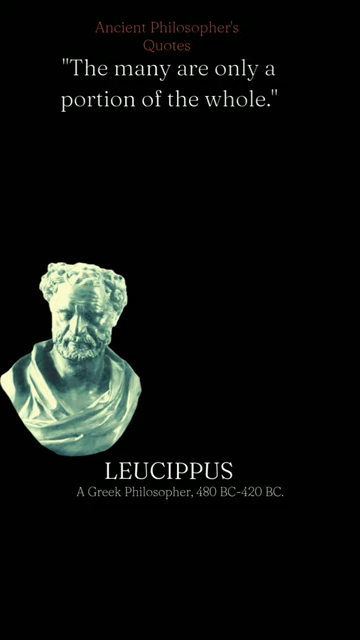 Ancient Philosopher's
Quotes
"The many are only a
portion of the whole."
LEUCIPPUS
A Greek Philosopher, 480 BC-420 BC.